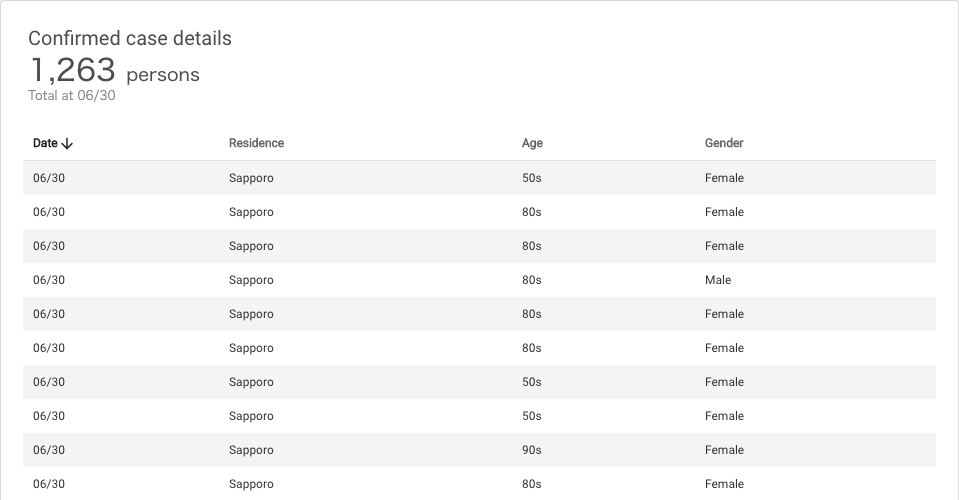 Confirmed case details
1,263 persons
Total at 06/30
Date ↓ Residence Age Gender
06/30 Sapporo 50s Female
06/30 Sapporo 80s Female
06/30 Sapporo 80s Female
06/30 Sapporo 80s Male
06/30 Sapporo 80s Female
06/30 Sapporo 80s Female
06/30 Sapporo 50s Female
06/30 Sapporo 50s Female
06/30 Sapporo 90s Female
06/30 Sapporo 80s Female